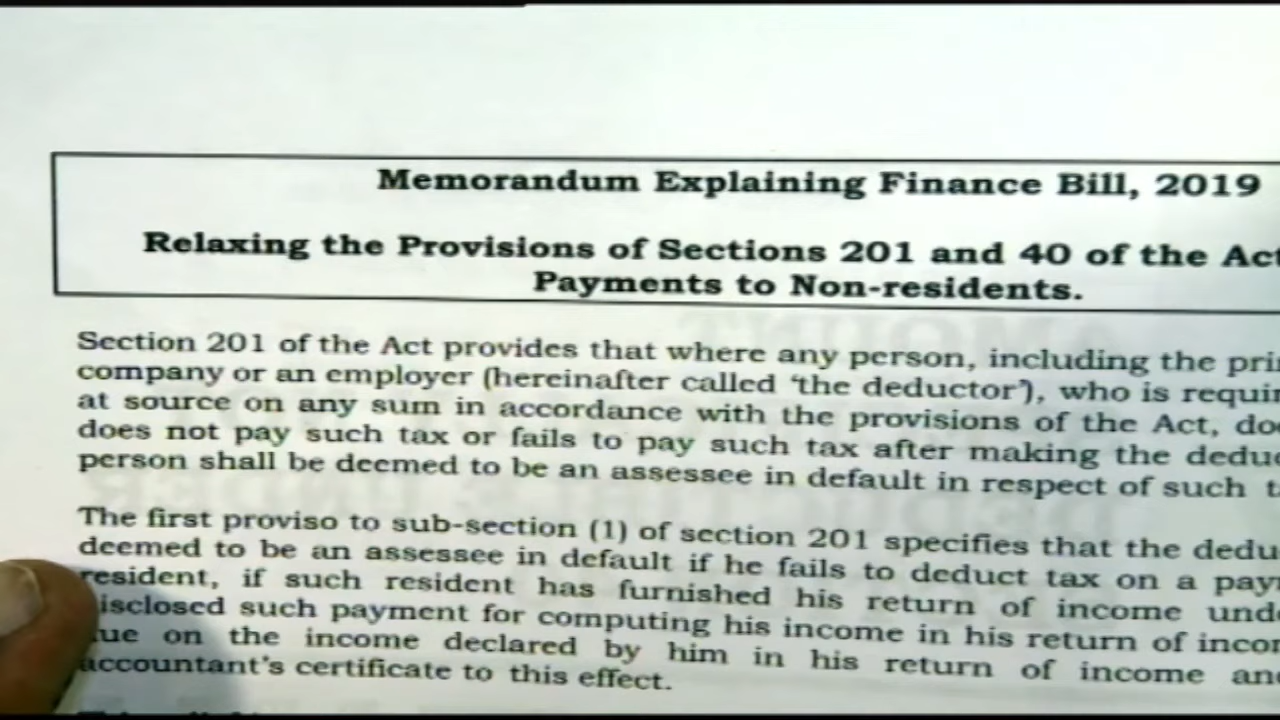 Memorandum Explaining Finance Bill, 2019
Relaxing the Provisions of Sections 201 and 40 of the Act
Payments to Non-residents.
Section 201 of the Act provides that where any person, including the pri
company or an employer (hereinafter called 'the deductor'), who is requir
at source on any sum in accordance with the provisions of the Act, do
does not pay such tax or fails to pay such tax after making the deduc
person shall be deemed to be an assessee in default in respect of such t
The first proviso to sub-section (1) of section 201 specifies that the dedu
deemed to be an assessee in default if he fails to deduct tax on a pay
resident, if such resident has furnished his return of income und
isclosed such payment for computing his income in his return of incor
ue on the income declared by him in his return of income an
accountant's certificate to this effect.